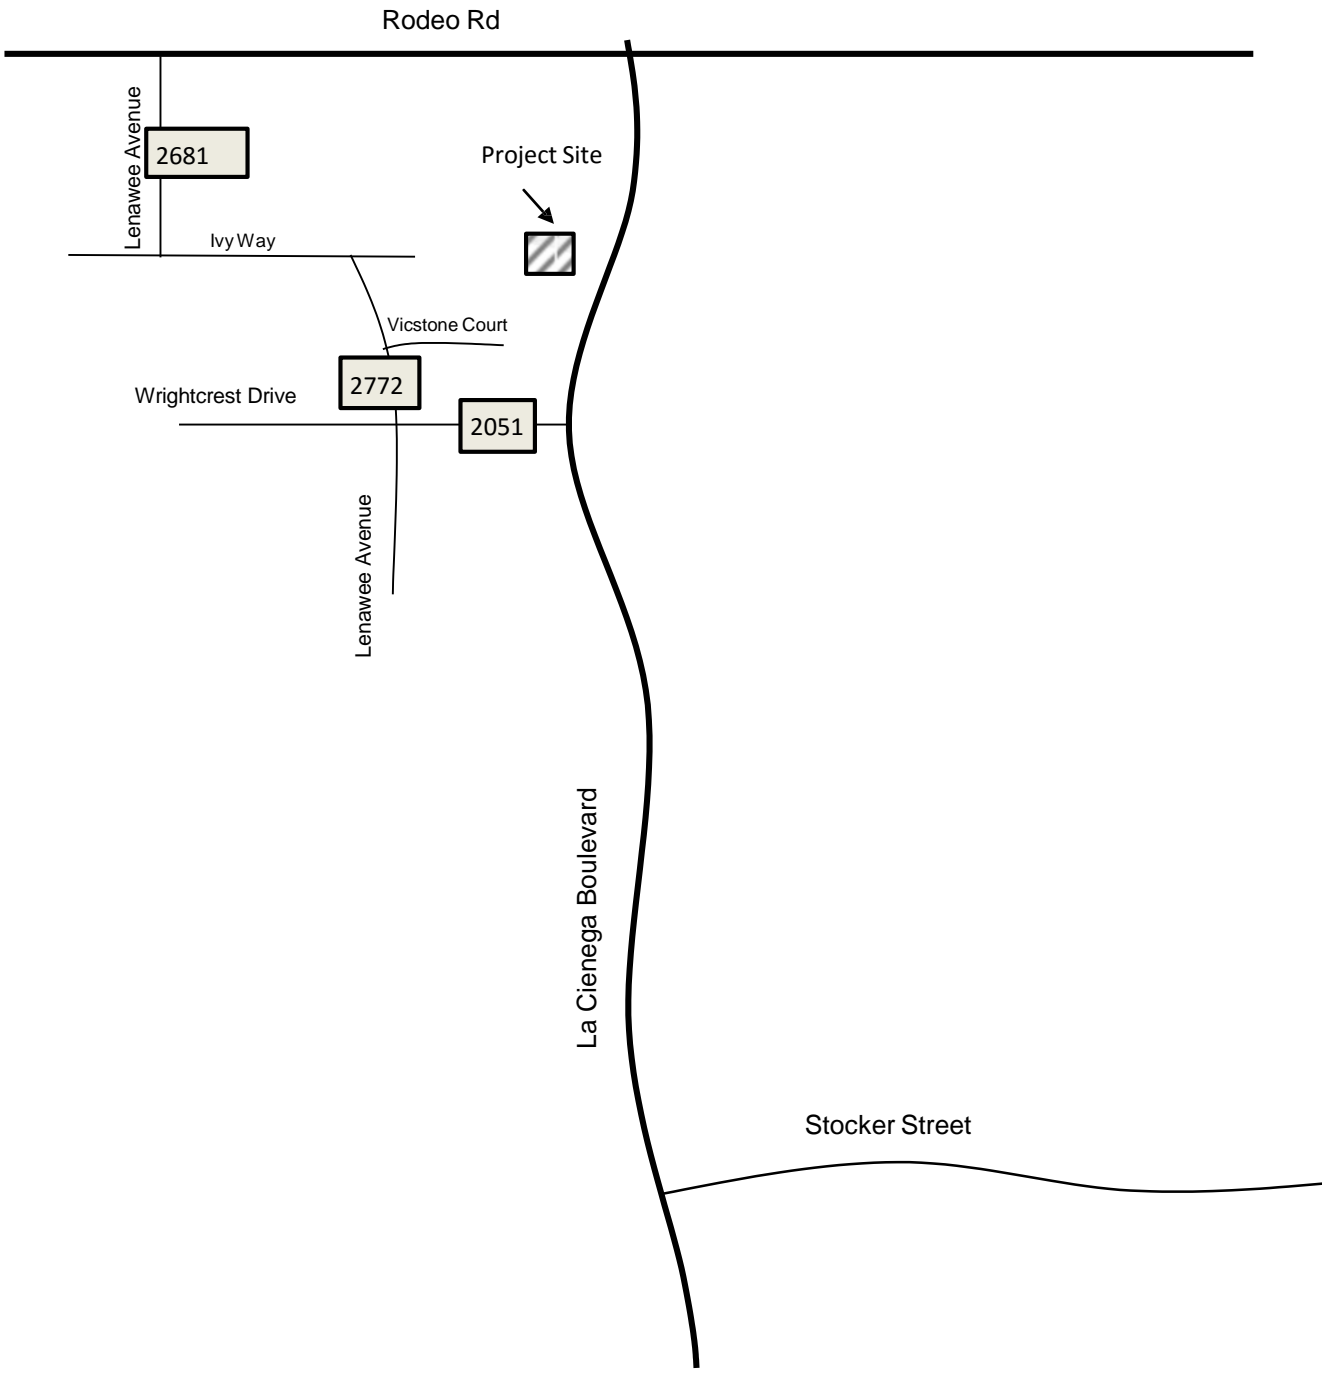 Rodeo Rd
Lenawee Avenue
2681
Project Site
Ivy Way
Vicstone Court
2772
Wrightcrest Drive
2051
Lenawee Avenue
La Cienega Boulevard
Stocker Street